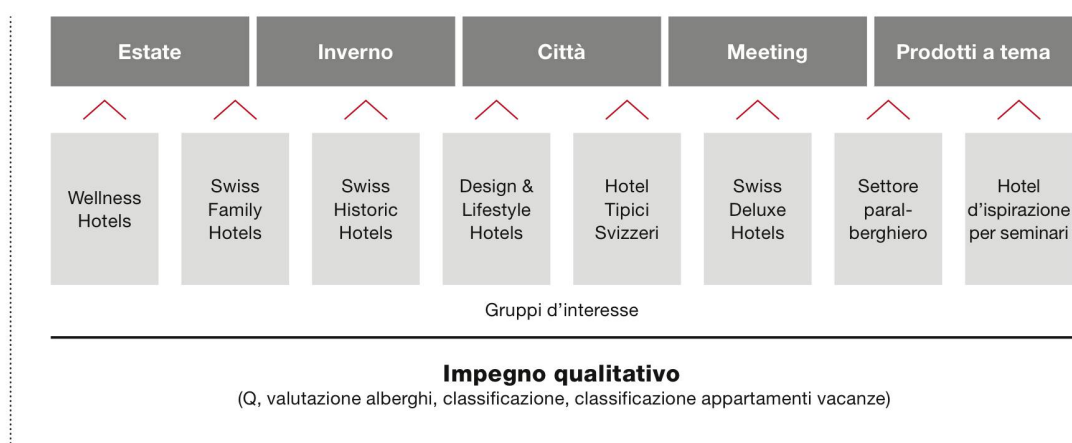 Estate
Inverno
Città
Meeting
Prodotti a tema
Wellness
Hotels
Swiss
Family
Hotels
Swiss
Historic
Hotels
Design &
Lifestyle
Hotels
Hotel
Tipici
Svizzeri
Swiss
Deluxe
Hotels
Settore
paral-
berghiero
Hotel
d’ispirazione
per seminari
Gruppi d’interesse
Impegno qualitativo
(Q, valutazione alberghi, classificazione, classificazione appartamenti vacanze)